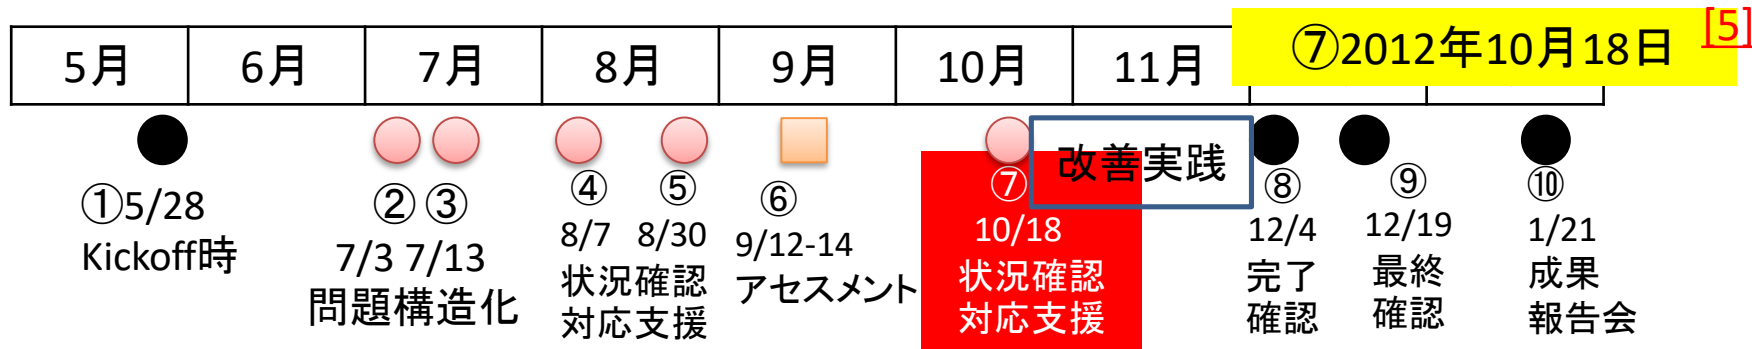 5月 6月 7月 8月 9月 10月 11月
⑦2012年10月18日
[5]
改善実践
①5/28
Kickoff時
② ③
7/3 7/13
問題構造化
④ ⑤
8/7 8/30
状況確認
対応支援
⑥
9/12-14
アセスメント
⑦
10/18
状況確認
対応支援
⑧
12/4
完了
確認
⑨
12/19
最終
確認
⑩
1/21
成果
報告会